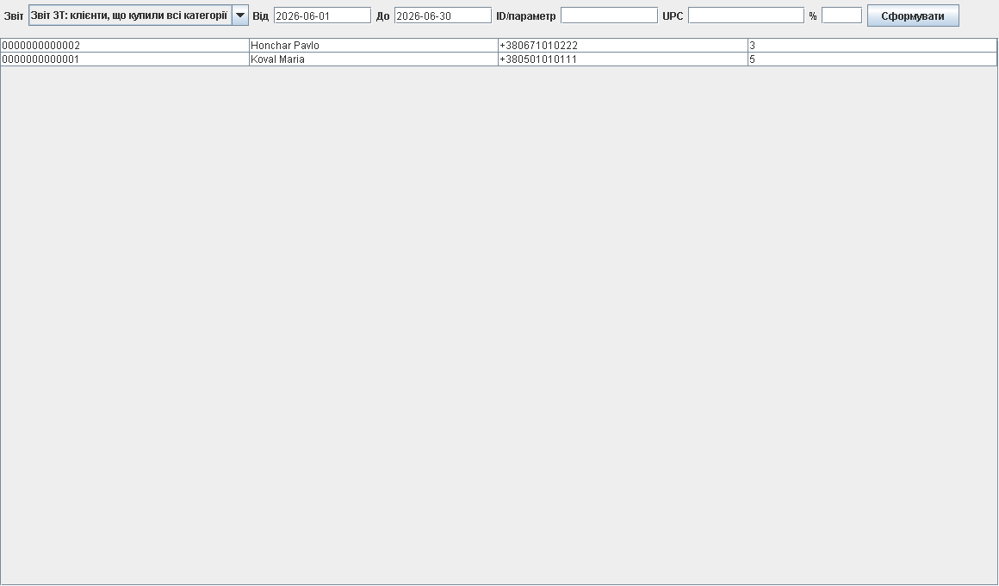 Звіт Звіт 3Т: клієнти, що купили всі категорії Від 2026-06-01 До 2026-06-30 ID/параметр UPC % Сформувати
0000000000002 Honchar Pavlo +380671010222 3
0000000000001 Koval Maria +380501010111 5